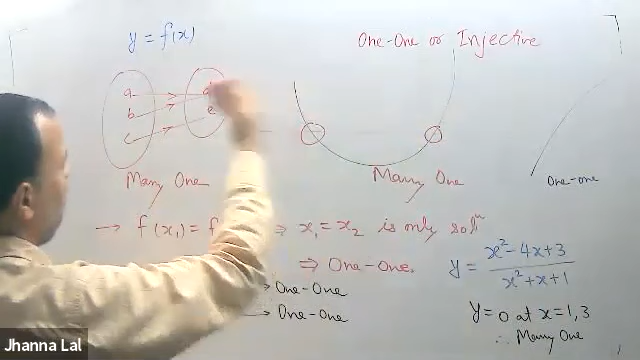 y = f(x)
One-One or Injective
a
b
c
d
e
Many One
Many One
One-one
→ f(x₁) = f
⇒ x₁ = x₂ is only solⁿ
⇒ One-One.
→ One-One
→ One-One
y = x² - 4x + 3 / x² + x + 1
y = 0 at x = 1, 3
∴ Many One
Jhanna Lal